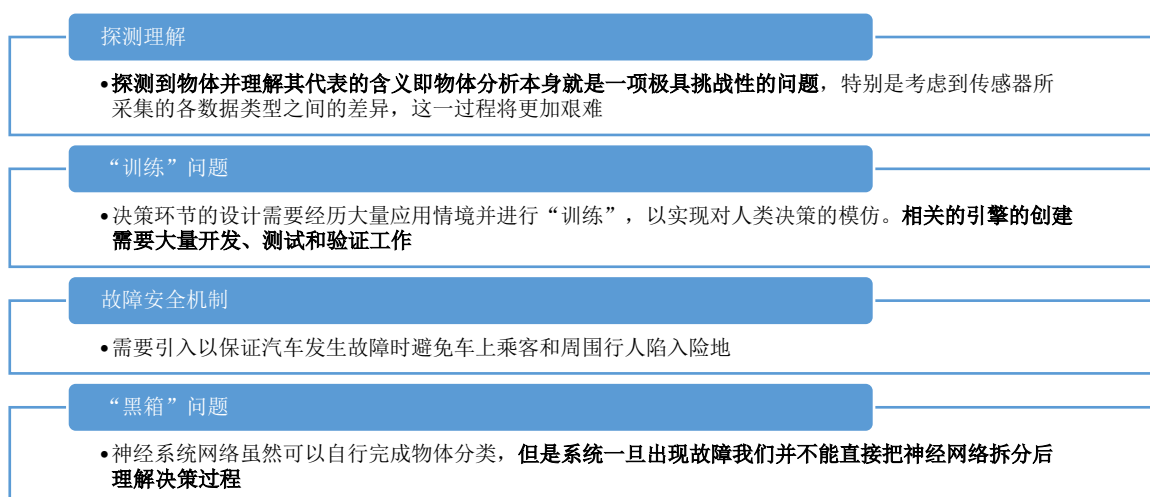 探测理解
•探测到物体并理解其代表的含义即物体分析本身就是一项极具挑战性的问题，特别是考虑到传感器所
采集的各数据类型之间的差异，这一过程将更加艰难
“训练”问题
•决策环节的设计需要经历大量应用情境并进行“训练”，以实现对人类决策的模仿。相关的引擎的创建
需要大量开发、测试和验证工作
故障安全机制
•需要引入以保证汽车发生故障时避免车上乘客和周围行人陷入险地
“黑箱”问题
•神经系统网络虽然可以自行完成物体分类，但是系统一旦出现故障我们并不能直接把神经网络拆分后
理解决策过程